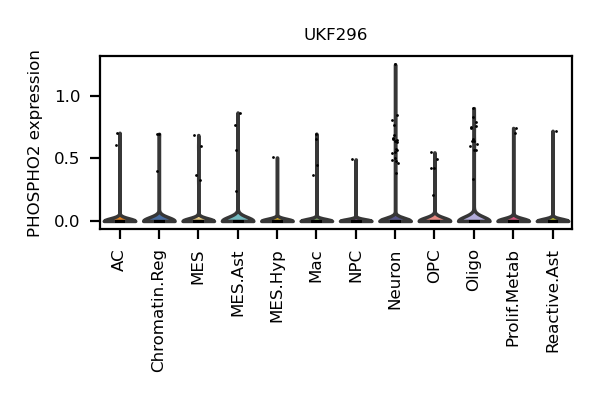 UKF296
PHOSPHO2 expression
1.0
0.5
0.0
AC
Chromatin.Reg
MES
MES.Ast
MES.Hyp
Mac
NPC
Neuron
OPC
Oligo
Prolif.Metab
Reactive.Ast